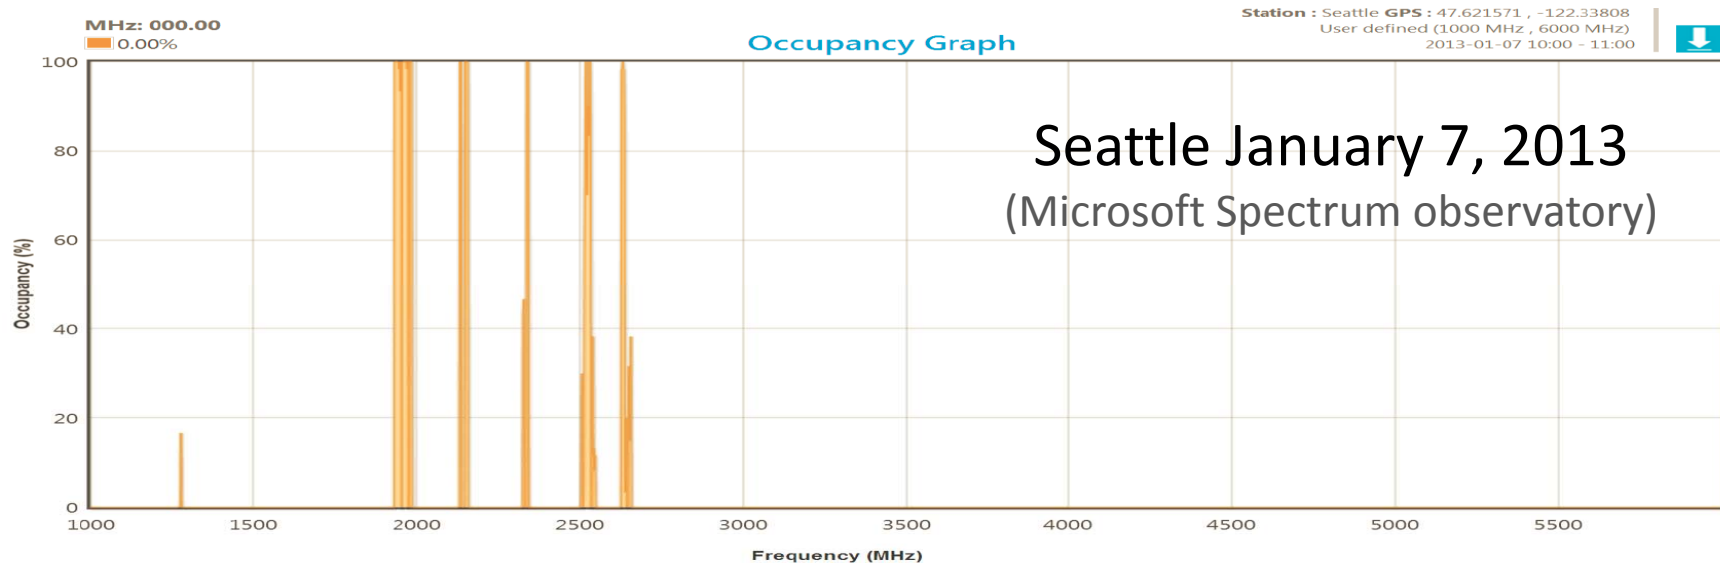 MHz: 000.00
0.00%
Occupancy Graph
Station : Seattle GPS : 47.621571 , -122.33808
User defined (1000 MHz , 6000 MHz)
2013-01-07 10:00 - 11:00
Seattle January 7, 2013
(Microsoft Spectrum observatory)
Occupancy (%)
100
80
60
40
20
0
1000 1500 2000 2500 3000 3500 4000 4500 5000 5500
Frequency (MHz)